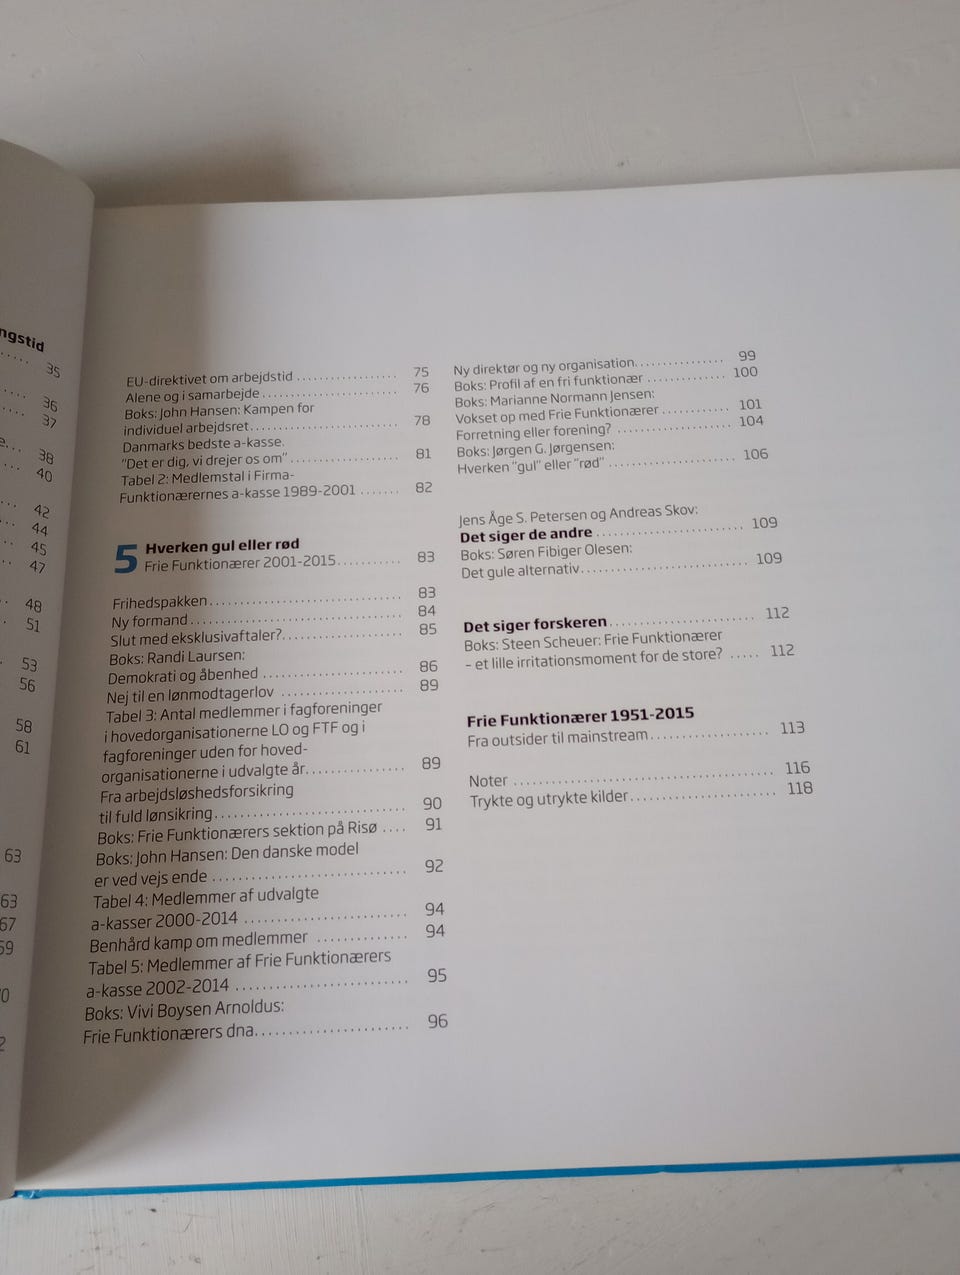 ngstid
35
36
37
38
40
42
44
45
47
48
51
53
56
58
61
63
63
67
EU-direktivet om arbejdstid 75
Alene og i samarbejde 76
Boks: John Hansen: Kampen for
individuel arbejdsret 78
Danmarks bedste a-kasse.
"Det er dig, vi drejer os om" 81
Tabel 2: Medlemstal i Firma-
Funktionærernes a-kasse 1989-2001 82
5 Hverken gul eller rød
Frie Funktionærer 2001-2015 83
Frihedspakken 83
Ny formand 84
Slut med eksklusivaftaler? 85
Boks: Randi Laursen:
Demokrati og åbenhed 86
Nej til en lønmodtagerlov 89
Tabel 3: Antal medlemmer i fagforeninger
i hovedorganisationerne LO og FTF og i
fagforeninger uden for hoved-
organisationerne i udvalgte år 89
Fra arbejdsløshedsforsikring
til fuld lønsikring 90
Boks: Frie Funktionærers sektion på Risø 91
Boks: John Hansen: Den danske model
er ved vejs ende 92
Tabel 4: Medlemmer af udvalgte
a-kasser 2000-2014 94
Benhård kamp om medlemmer 94
Tabel 5: Medlemmer af Frie Funktionærers
a-kasse 2002-2014 95
Boks: Vivi Boysen Arnoldus:
Frie Funktionærers dna 96
Ny direktør og ny organisation 99
Boks: Profil af en fri funktionær 100
Boks: Marianne Normann Jensen:
Vokset op med Frie Funktionærer 101
Forretning eller forening? 104
Boks: Jørgen G. Jørgensen:
Hverken "gul" eller "rød" 106
Jens Åge S. Petersen og Andreas Skov:
Det siger de andre 109
Boks: Søren Fibiger Olesen:
Det gule alternativ 109
Det siger forskeren 112
Boks: Steen Scheuer: Frie Funktionærer
- et lille irritationsmoment for de store? 112
Frie Funktionærer 1951-2015
Fra outsider til mainstream 113
Noter 116
Trykte og utrykte kilder 118